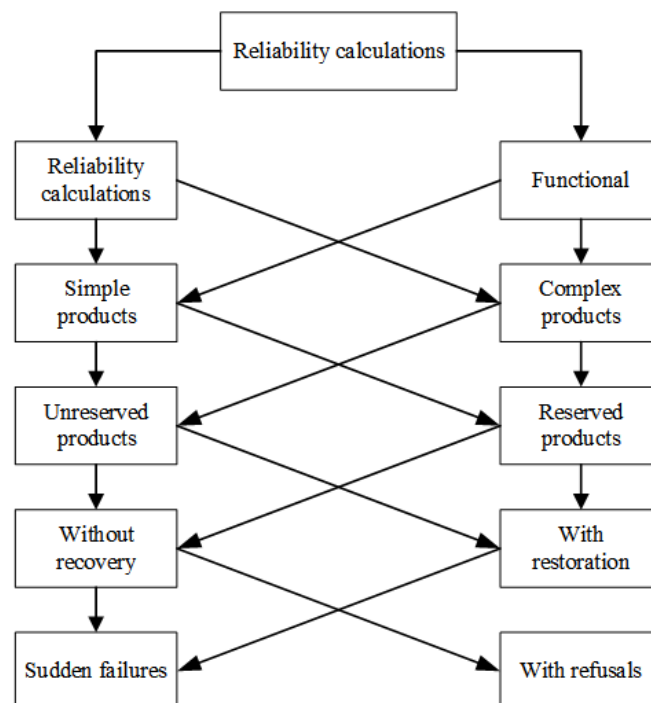 Reliability calculations
Reliability
calculations
Functional
Simple
products
Complex
products
Unreserved
products
Reserved
products
Without
recovery
With
restoration
Sudden failures
With refusals